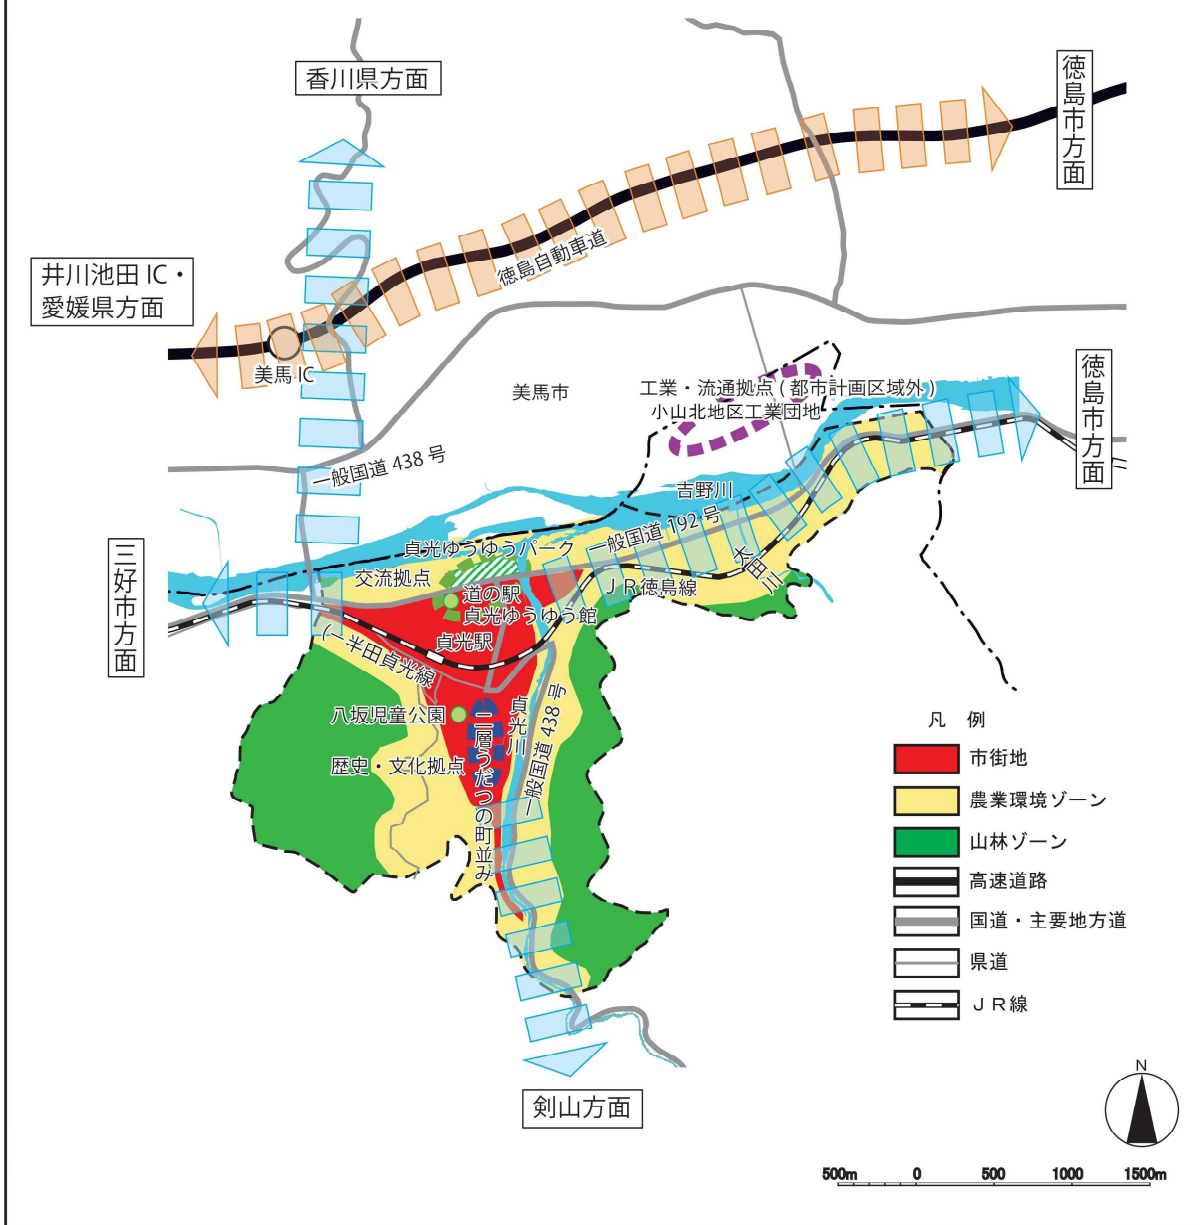 香川県方面
徳島市方面
徳島自動車道
井川池田 IC・
愛媛県方面
美馬 IC
美馬市
工業・流通拠点 ( 都市計画区域外 )
小山北地区工業団地
徳島市方面
一般国道 438 号
吉野川
一般国道 192 号
貞光ゆうゆうパーク
交流拠点
道の駅
貞光ゆうゆう館
太田川
JR徳島線
三好市方面
貞光駅
(一半田貞光線
八坂児童公園
歴史・文化拠点
二層うだつの町並み
貞光川
一般国道 438 号
剣山方面
凡 例
市街地
農業環境ゾーン
山林ゾーン
高速道路
国道・主要地方道
県道
JR線
N
500m 0 500 1000 1500m